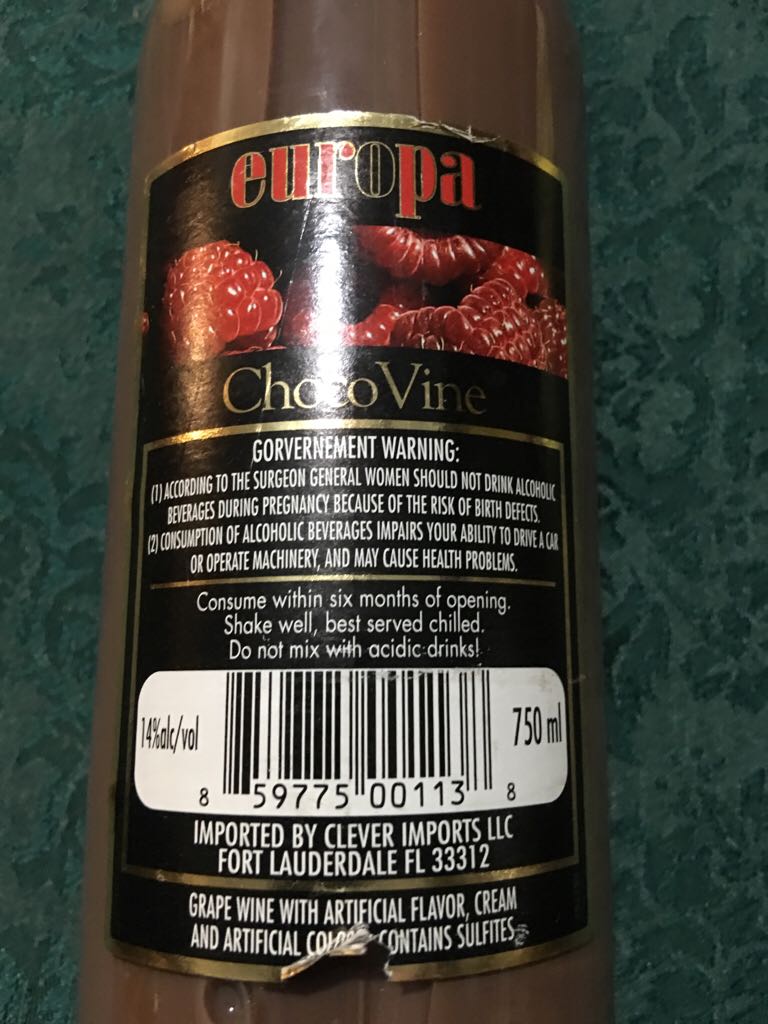 europa
ChocoVine
GORVERNEMENT WARNING:
(1) ACCORDING TO THE SURGEON GENERAL WOMEN SHOULD NOT DRINK ALCOHOLIC
BEVERAGES DURING PREGNANCY BECAUSE OF THE RISK OF BIRTH DEFECTS.
(2) CONSUMPTION OF ALCOHOLIC BEVERAGES IMPAIRS YOUR ABILITY TO DRIVE A CAR
OR OPERATE MACHINERY, AND MAY CAUSE HEALTH PROBLEMS.
Consume within six months of opening.
Shake well, best served chilled.
Do not mix with acidic drinks!
14%alc/vol
750 ml
8 59775 00113 8
IMPORTED BY CLEVER IMPORTS LLC
FORT LAUDERDALE FL 33312
GRAPE WINE WITH ARTIFICIAL FLAVOR, CREAM
AND ARTIFICIAL CONTAINS SULFITES